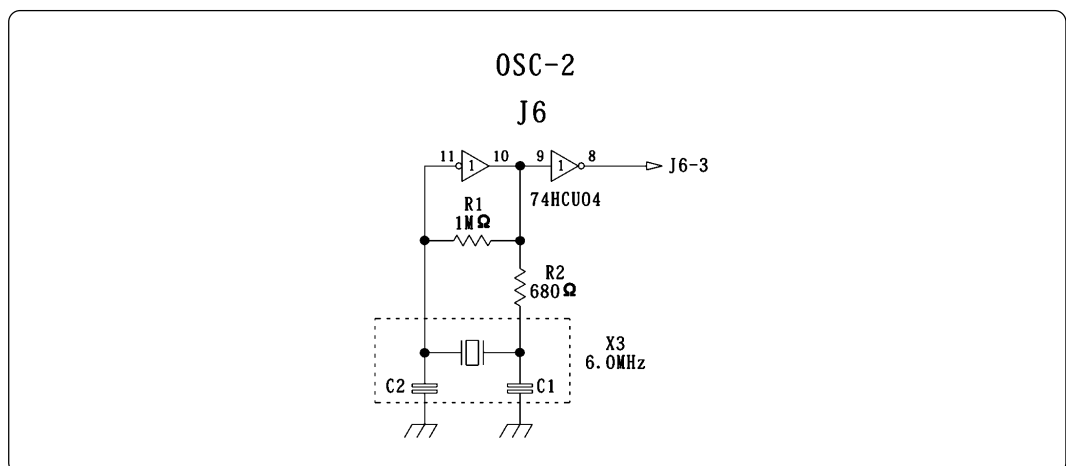 OSC-2
J6
11 1 10 9 1 8 J6-3
74HCU04
R1
1MΩ
R2
680Ω
X3
6.0MHz
C2 C1